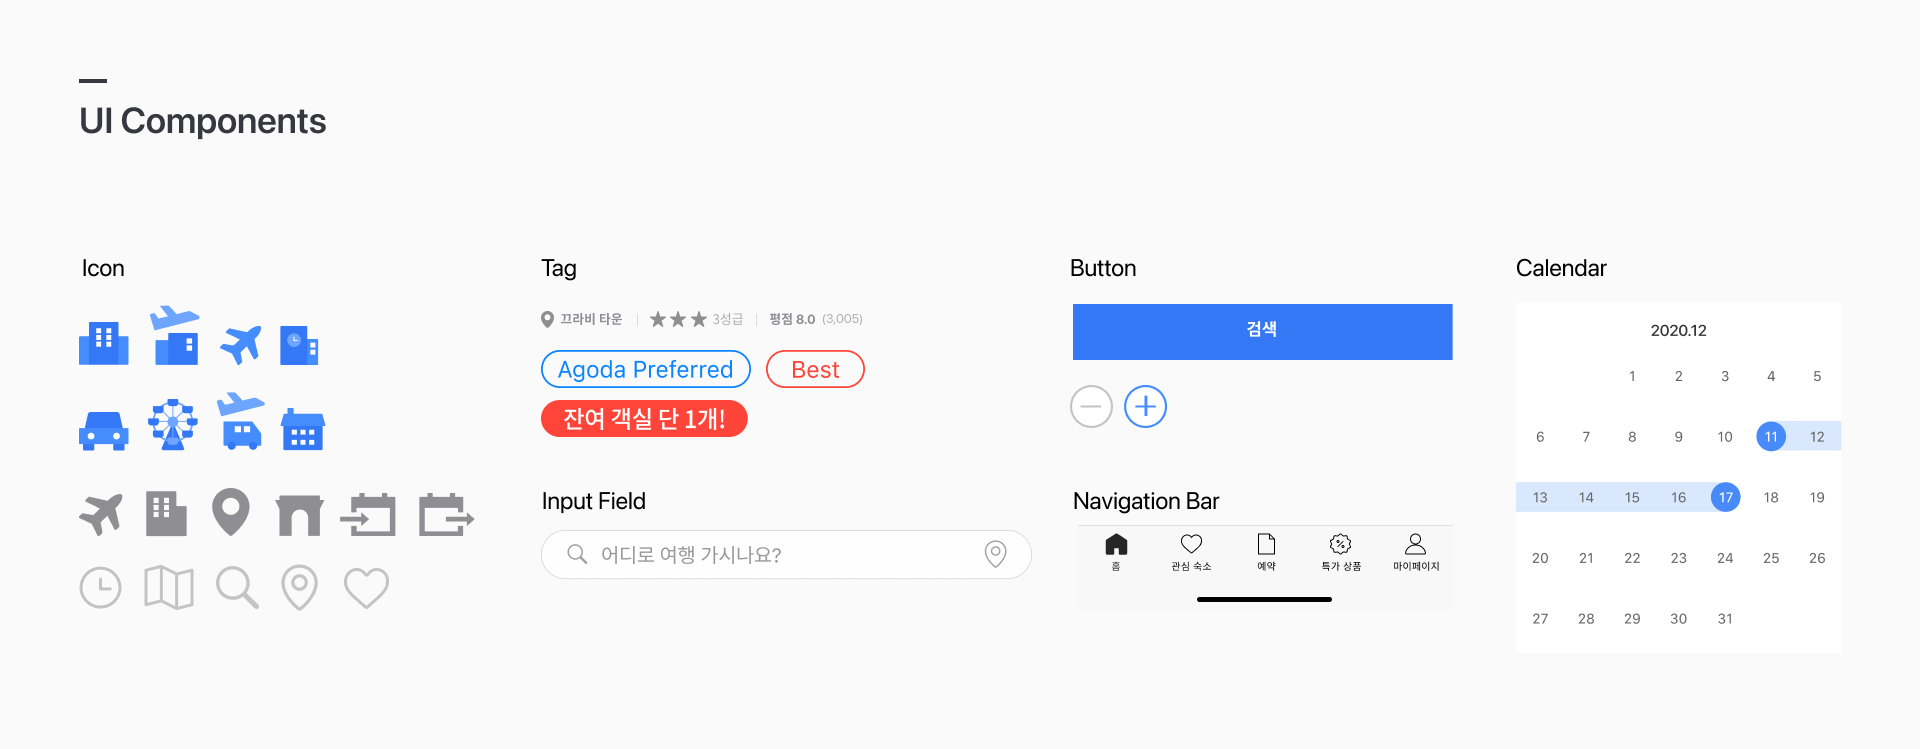 UI Components
Icon
Tag
끄라비 타운 | 3성급 | 평점 8.0 (3,005)
Agoda Preferred
Best
잔여 객실 단 1개!
Input Field
어디로 여행 가시나요?
Button
검색
Navigation Bar
홈 관심 숙소 예약 특가 상품 마이페이지
Calendar
2020.12
1 2 3 4 5
6 7 8 9 10 11 12
13 14 15 16 17 18 19
20 21 22 23 24 25 26
27 28 29 30 31